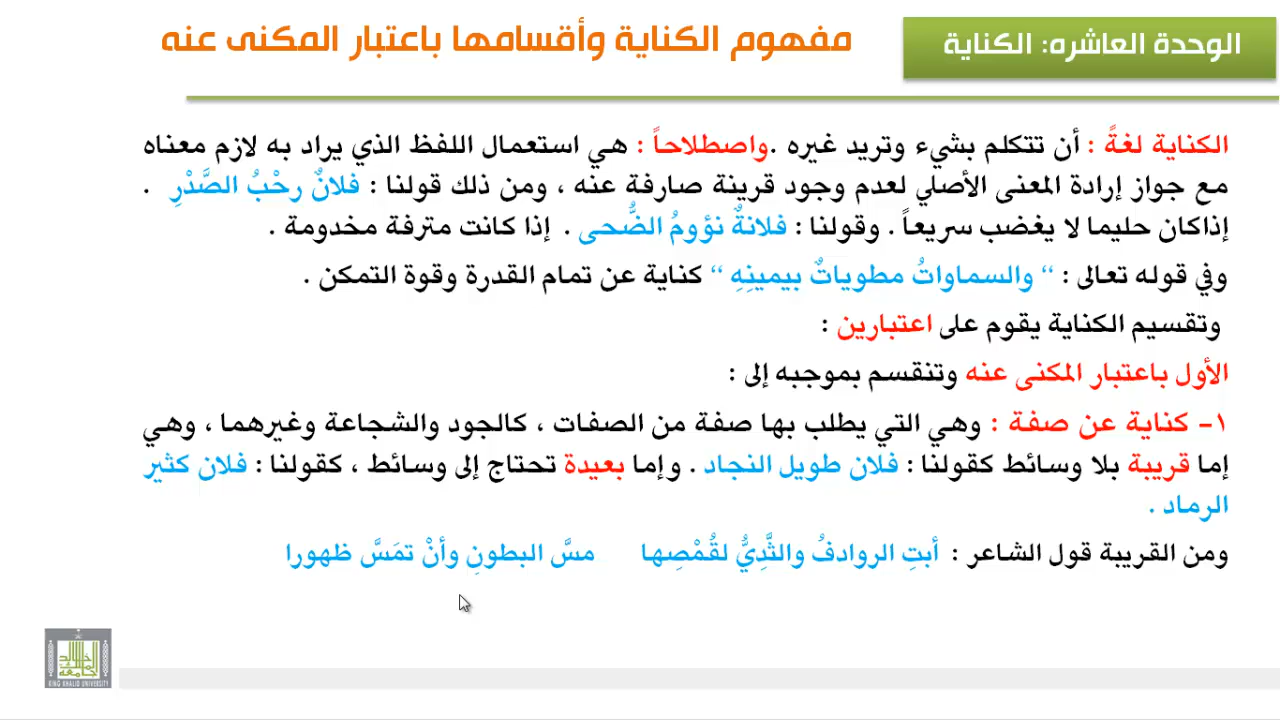 الوحدة العاشره: الكناية
مفهوم الكناية وأقسامها باعتبار المكنى عنه
الكناية لغةً : أن تتكلم بشيء وتريد غيره .واصطلاحاً : هي استعمال اللفظ الذي يراد به لازم معناه
مع جواز إرادة المعنى الأصلي لعدم وجود قرينة صارفة عنه ، ومن ذلك قولنا : فلانٌ رحْبُ الصَّدْرِ .
إذاكان حليما لا يغضب سريعاً . وقولنا : فلانةٌ نؤومُ الضُّحى . إذا كانت مترفة مخدومة .
وفي قوله تعالى : “ والسماواتُ مطوياتٌ بيمينِهِ “ كناية عن تمام القدرة وقوة التمكن .
وتقسيم الكناية يقوم على اعتبارين :
الأول باعتبار المكنى عنه وتنقسم بموجبه إلى :
١- كناية عن صفة : وهي التي يطلب بها صفة من الصفات ، كالجود والشجاعة وغيرهما ، وهي
إما قريبة بلا وسائط كقولنا : فلان طويل النجاد . وإما بعيدة تحتاج إلى وسائط ، كقولنا : فلان كثير
الرماد .
ومن القريبة قول الشاعر : أبتِ الروادفُ والثَّدِيُّ لقُمْصِها مسَّ البطونِ وأنْ تمَسَّ ظهورا
KING KHALID UNIVERSITY